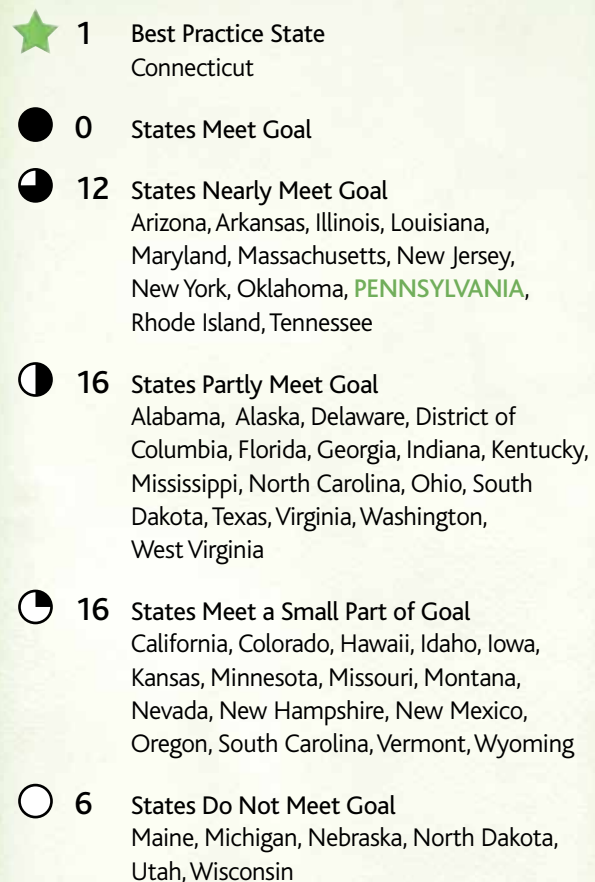 1 Best Practice State
Connecticut
0 States Meet Goal
12 States Nearly Meet Goal
Arizona, Arkansas, Illinois, Louisiana,
Maryland, Massachusetts, New Jersey,
New York, Oklahoma, PENNSYLVANIA,
Rhode Island, Tennessee
16 States Partly Meet Goal
Alabama, Alaska, Delaware, District of
Columbia, Florida, Georgia, Indiana, Kentucky,
Mississippi, North Carolina, Ohio, South
Dakota, Texas, Virginia, Washington,
West Virginia
16 States Meet a Small Part of Goal
California, Colorado, Hawaii, Idaho, Iowa,
Kansas, Minnesota, Missouri, Montana,
Nevada, New Hampshire, New Mexico,
Oregon, South Carolina, Vermont, Wyoming
6 States Do Not Meet Goal
Maine, Michigan, Nebraska, North Dakota,
Utah, Wisconsin